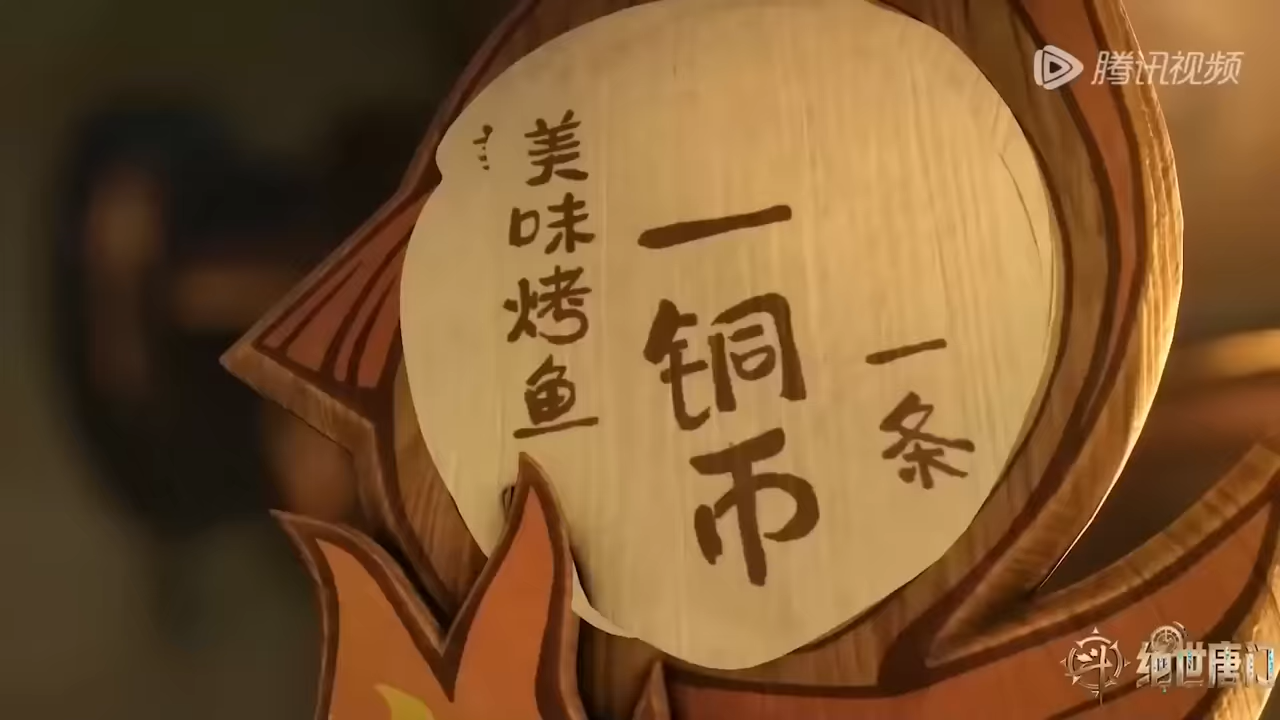 美味烤鱼
一铜币
一条
腾讯视频
斗
绝世唐门